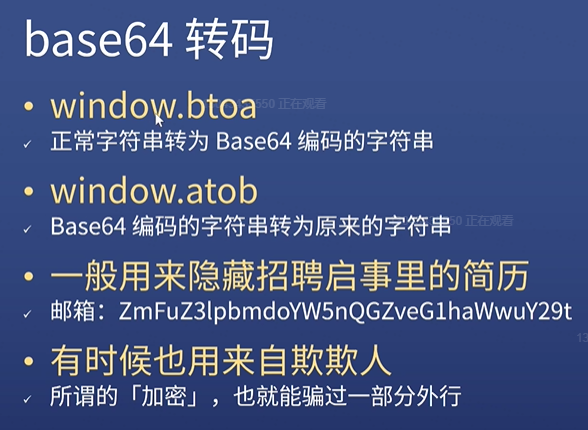 base64 转码
• window.btoa
✓ 正常字符串转为 Base64 编码的字符串
• window.atob
✓ Base64 编码的字符串转为原来的字符串
• 一般用来隐藏招聘启事里的简历
✓ 邮箱：ZmFuZ3lpbmdoYW5nQGZveG1haWwuY29t
• 有时候也用来自欺欺人
✓ 所谓的「加密」，也就能骗过一部分外行
正在观看
正在观看